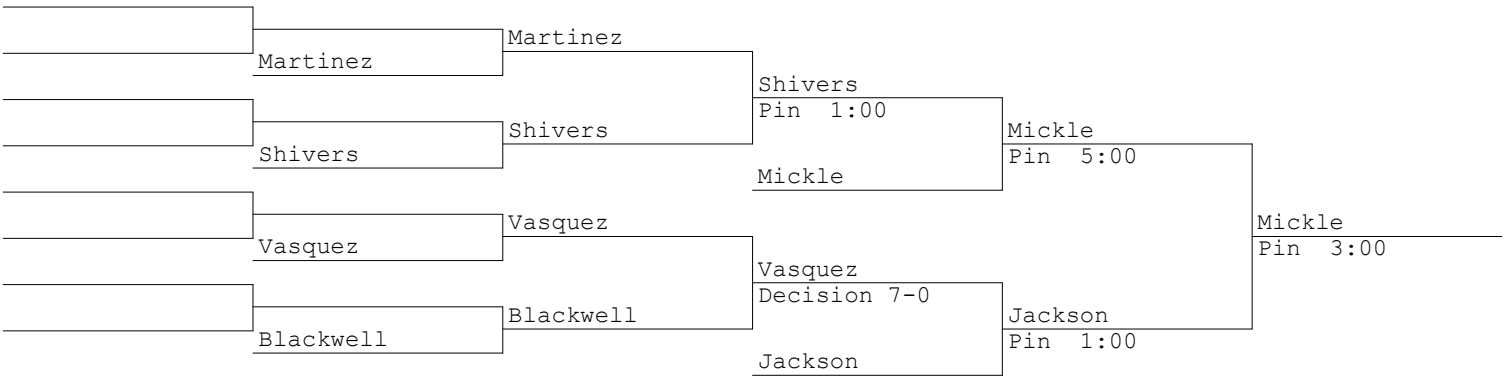 Martinez
Martinez
Shivers
Pin 1:00
Shivers
Shivers
Mickle
Pin 5:00
Mickle
Vasquez
Vasquez
Mickle
Pin 3:00
Vasquez
Decision 7-0
Blackwell
Blackwell
Jackson
Pin 1:00
Jackson